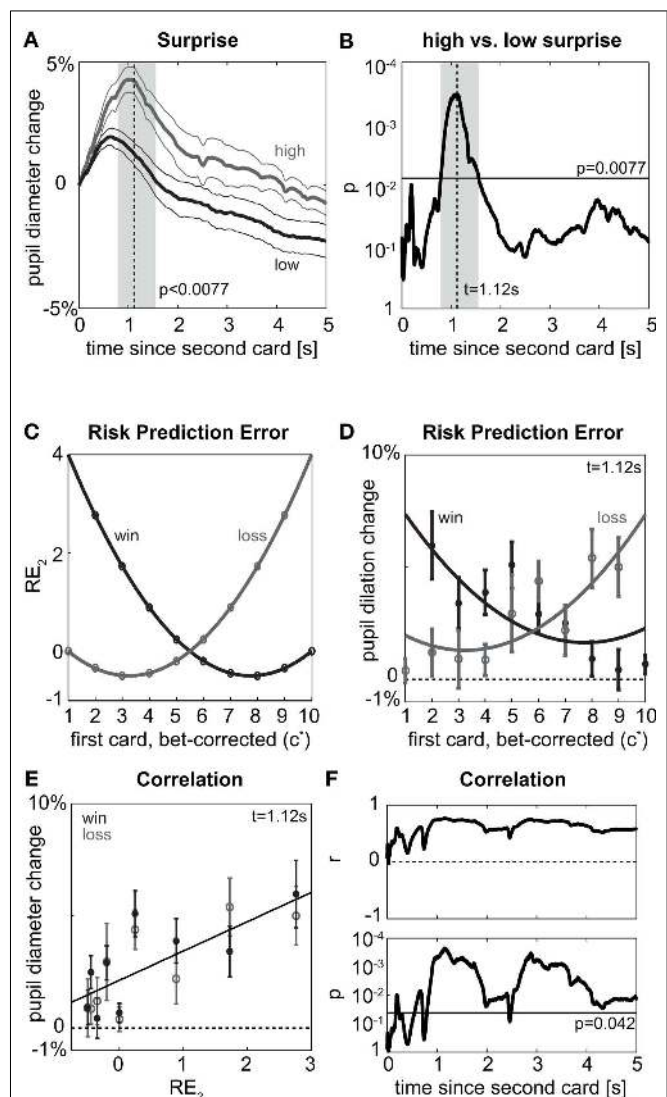 A Surprise
5%
0
-5%
pupil diameter change
high
low
p<0.0077
0 1 2 3 4 5
time since second card [s]
B high vs. low surprise
10-4
10-3
10-2
10-1
1
p
p=0.0077
t=1.12s
0 1 2 3 4 5
time since second card [s]
C Risk Prediction Error
4
2
0
-1
RE2
win
loss
1 2 3 4 5 6 7 8 9 10
first card, bet-corrected (c*)
D Risk Prediction Error
10%
0
-1%
pupil dilation change
t=1.12s
win
loss
1 2 3 4 5 6 7 8 9 10
first card, bet-corrected (c*)
E Correlation
10%
0
-1%
pupil diameter change
win
loss
t=1.12s
0 1 2 3
F Correlation
1
0
-1
r
0 1 2 3 4 5
10-4
10-3
10-2
10-1
1
p
p=0.042
0 1 2 3 4 5
time since second card [s]